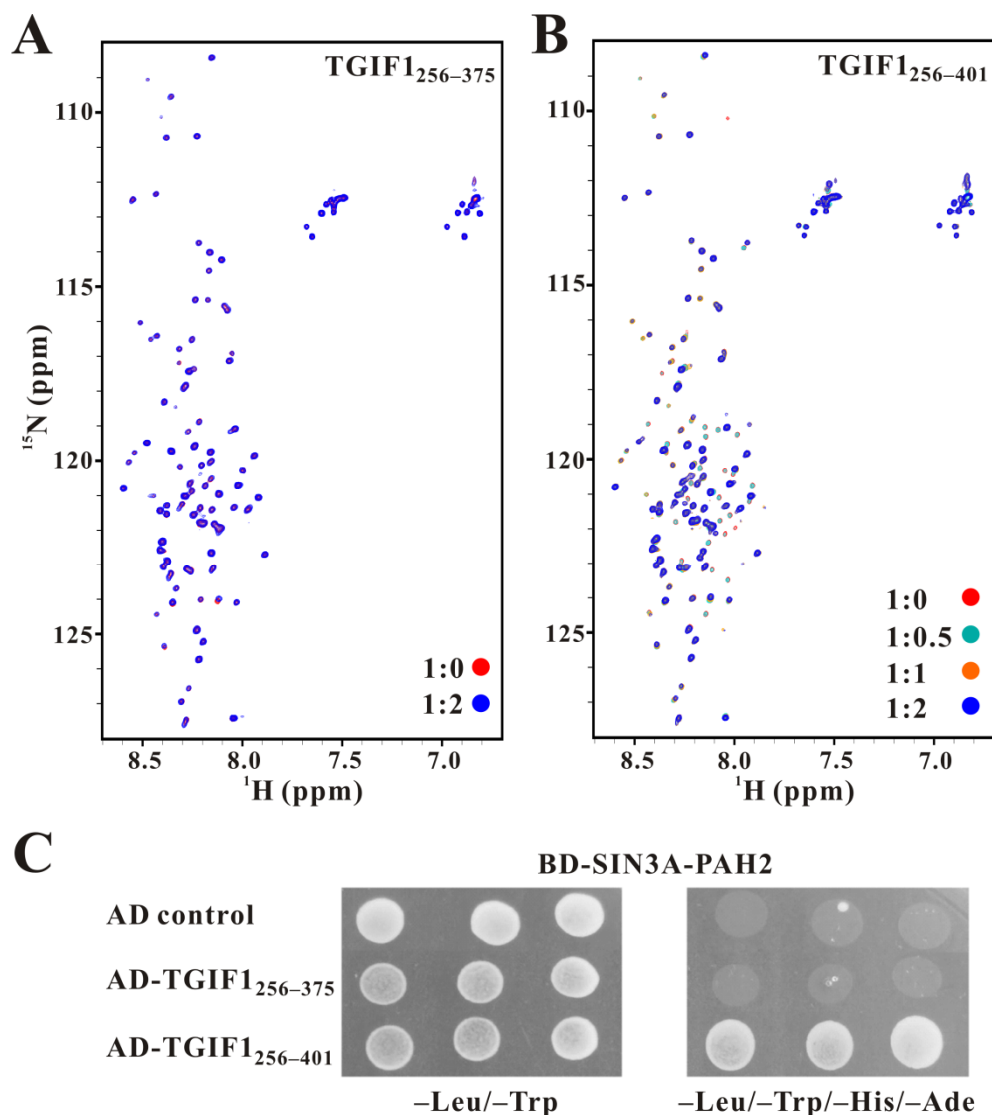 A
B
TGIF1256–375
TGIF1256–401
110
115
120
125
15N (ppm)
8.5 8.0 7.5 7.0
1H (ppm)
1:0
1:2
110
115
120
125
8.5 8.0 7.5 7.0
1H (ppm)
1:0
1:0.5
1:1
1:2
C
BD-SIN3A-PAH2
AD control
AD-TGIF1256–375
AD-TGIF1256–401
–Leu/–Trp
–Leu/–Trp/–His/–Ade